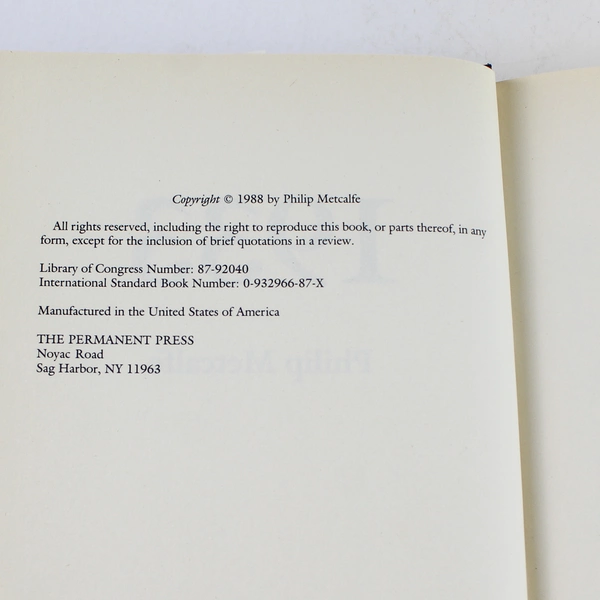 Copyright © 1988 by Philip Metcalfe
All rights reserved, including the right to reproduce this book, or parts thereof, in any
form, except for the inclusion of brief quotations in a review.
Library of Congress Number: 87-92040
International Standard Book Number: 0-932966-87-X
Manufactured in the United States of America
THE PERMANENT PRESS
Noyac Road
Sag Harbor, NY 11963